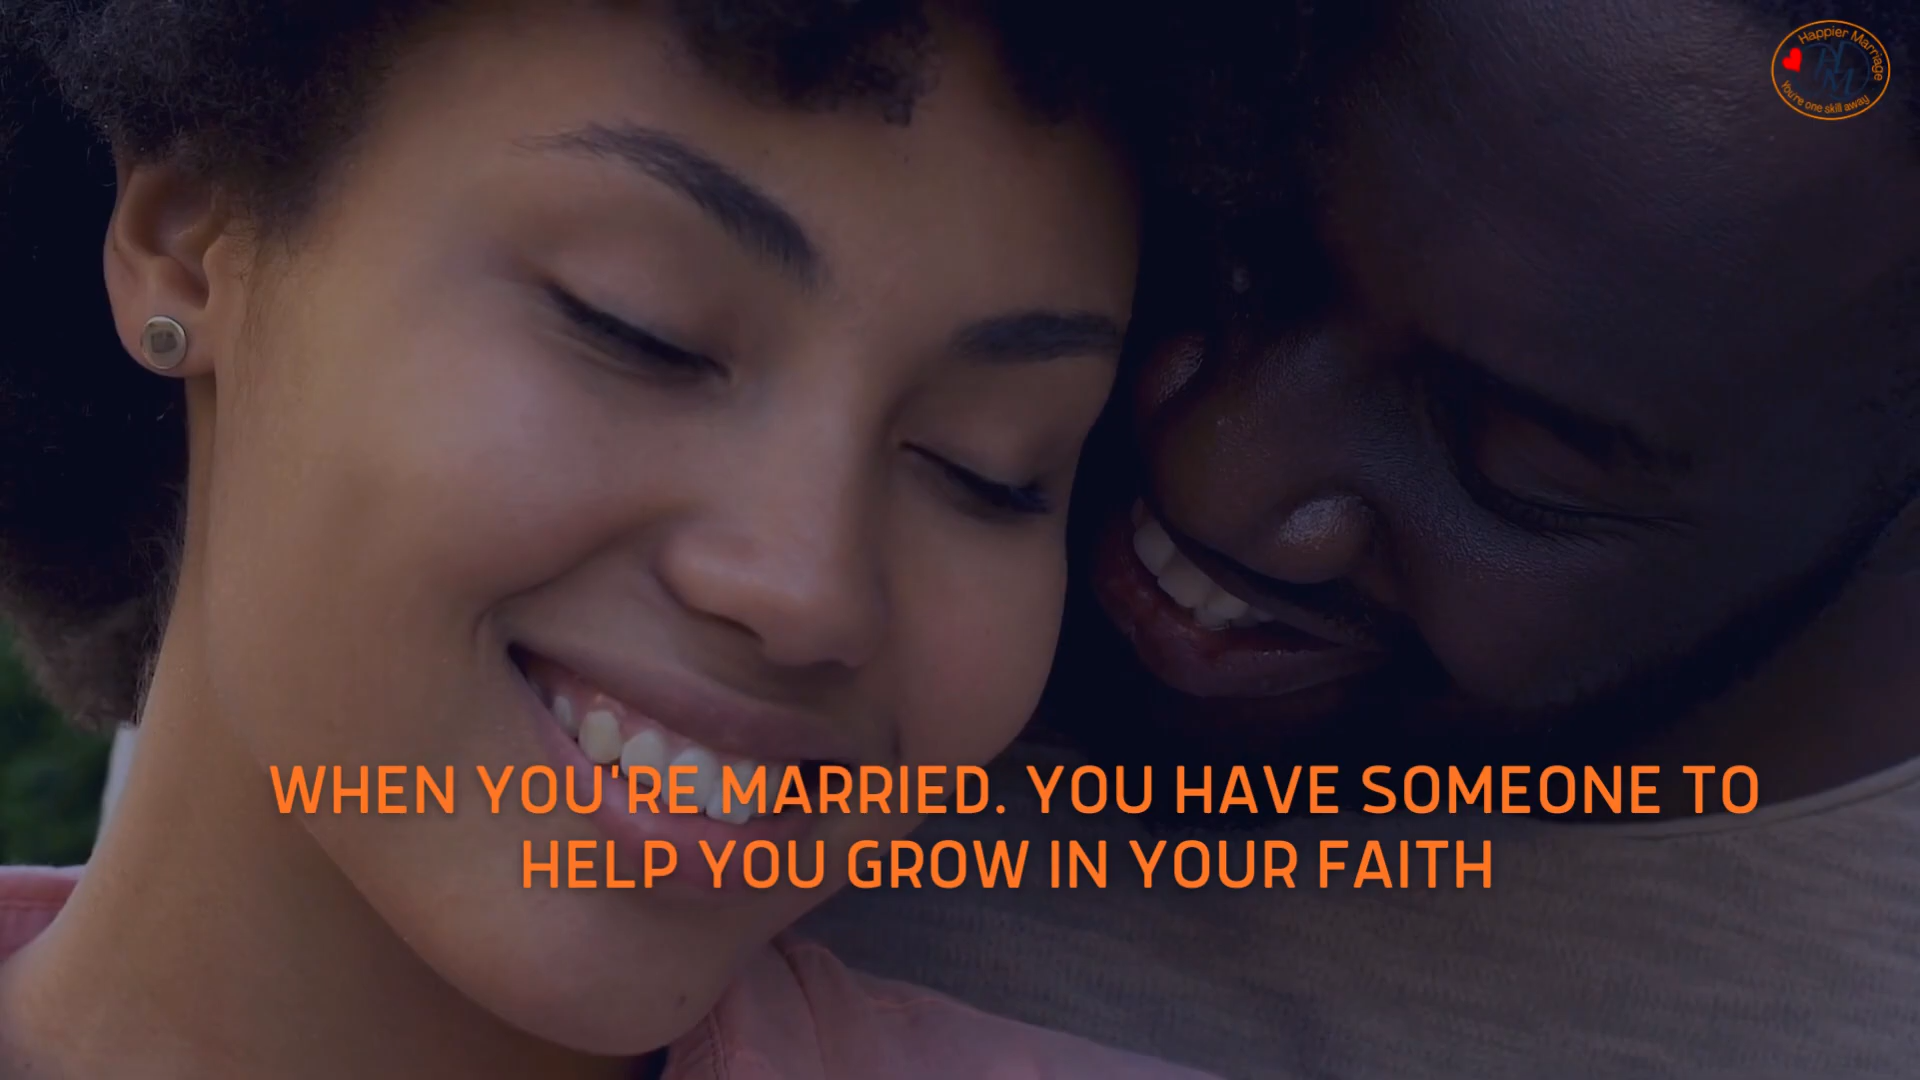 Happier Marriage
HM
You're one skill away
WHEN YOU'RE MARRIED. YOU HAVE SOMEONE TO
HELP YOU GROW IN YOUR FAITH